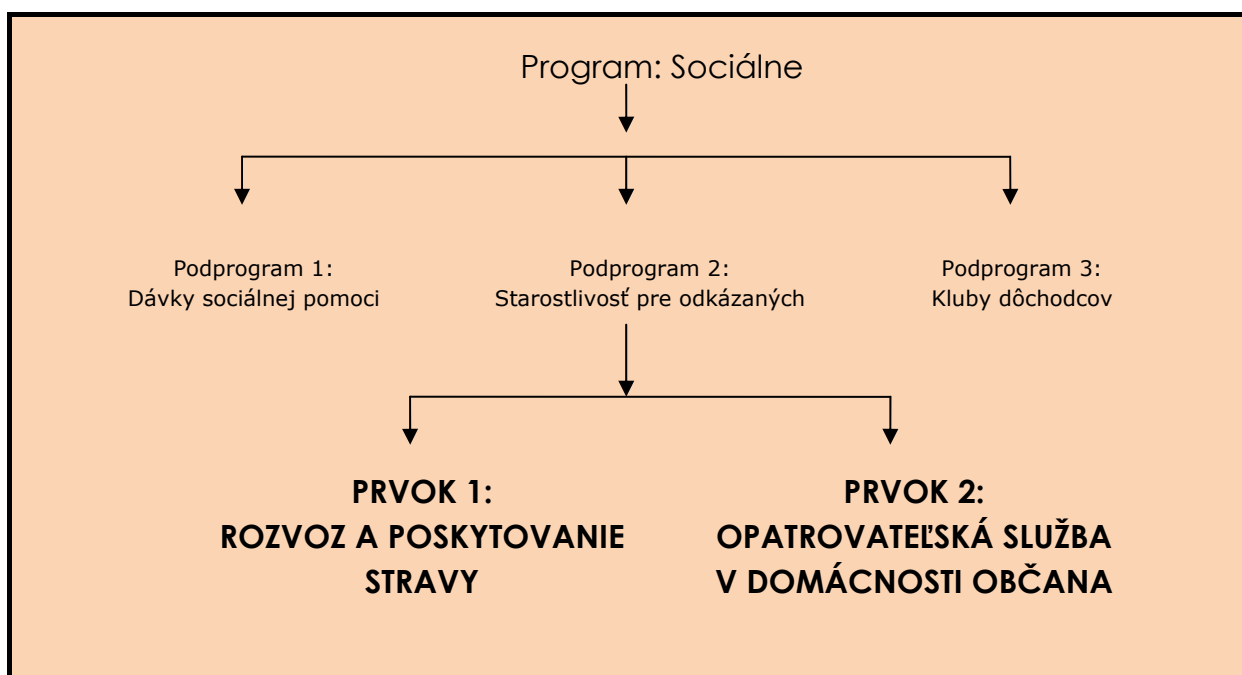 Program: Sociálne
Podprogram 1:
Dávky sociálnej pomoci
Podprogram 2:
Starostlivosť pre odkázaných
Podprogram 3:
Kluby dôchodcov
PRVOK 1:
ROZVOZ A POSKYTOVANIE
STRAVY
PRVOK 2:
OPATROVATEĽSKÁ SLUŽBA
V DOMÁCNOSTI OBČANA